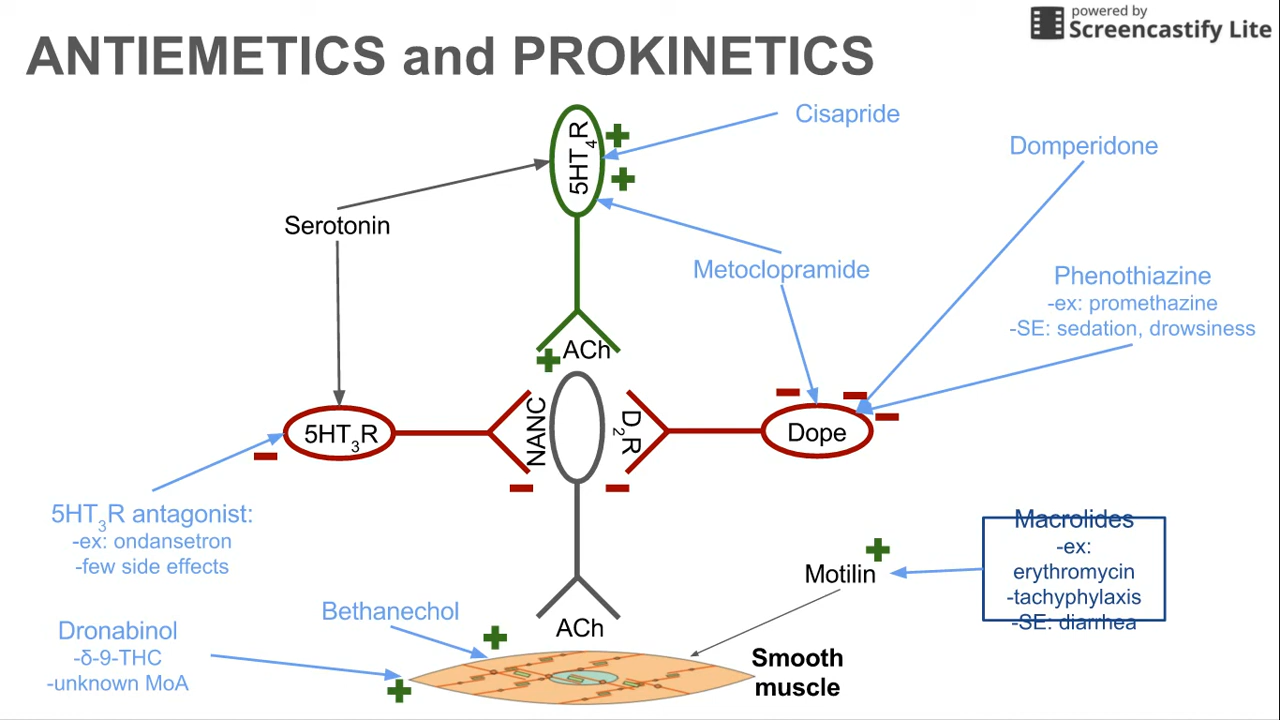 powered by
Screencastify Lite
ANTIEMETICS and PROKINETICS
Cisapride
5HT4R
Domperidone
Serotonin
Metoclopramide
Phenothiazine
-ex: promethazine
-SE: sedation, drowsiness
ACh
NANC
D2R
5HT3R
Dope
5HT3R antagonist:
-ex: ondansetron
-few side effects
Macrolides
-ex:
erythromycin
-tachyphylaxis
-SE: diarrhea
Motilin
Bethanechol
ACh
Dronabinol
-δ-9-THC
-unknown MoA
Smooth
muscle